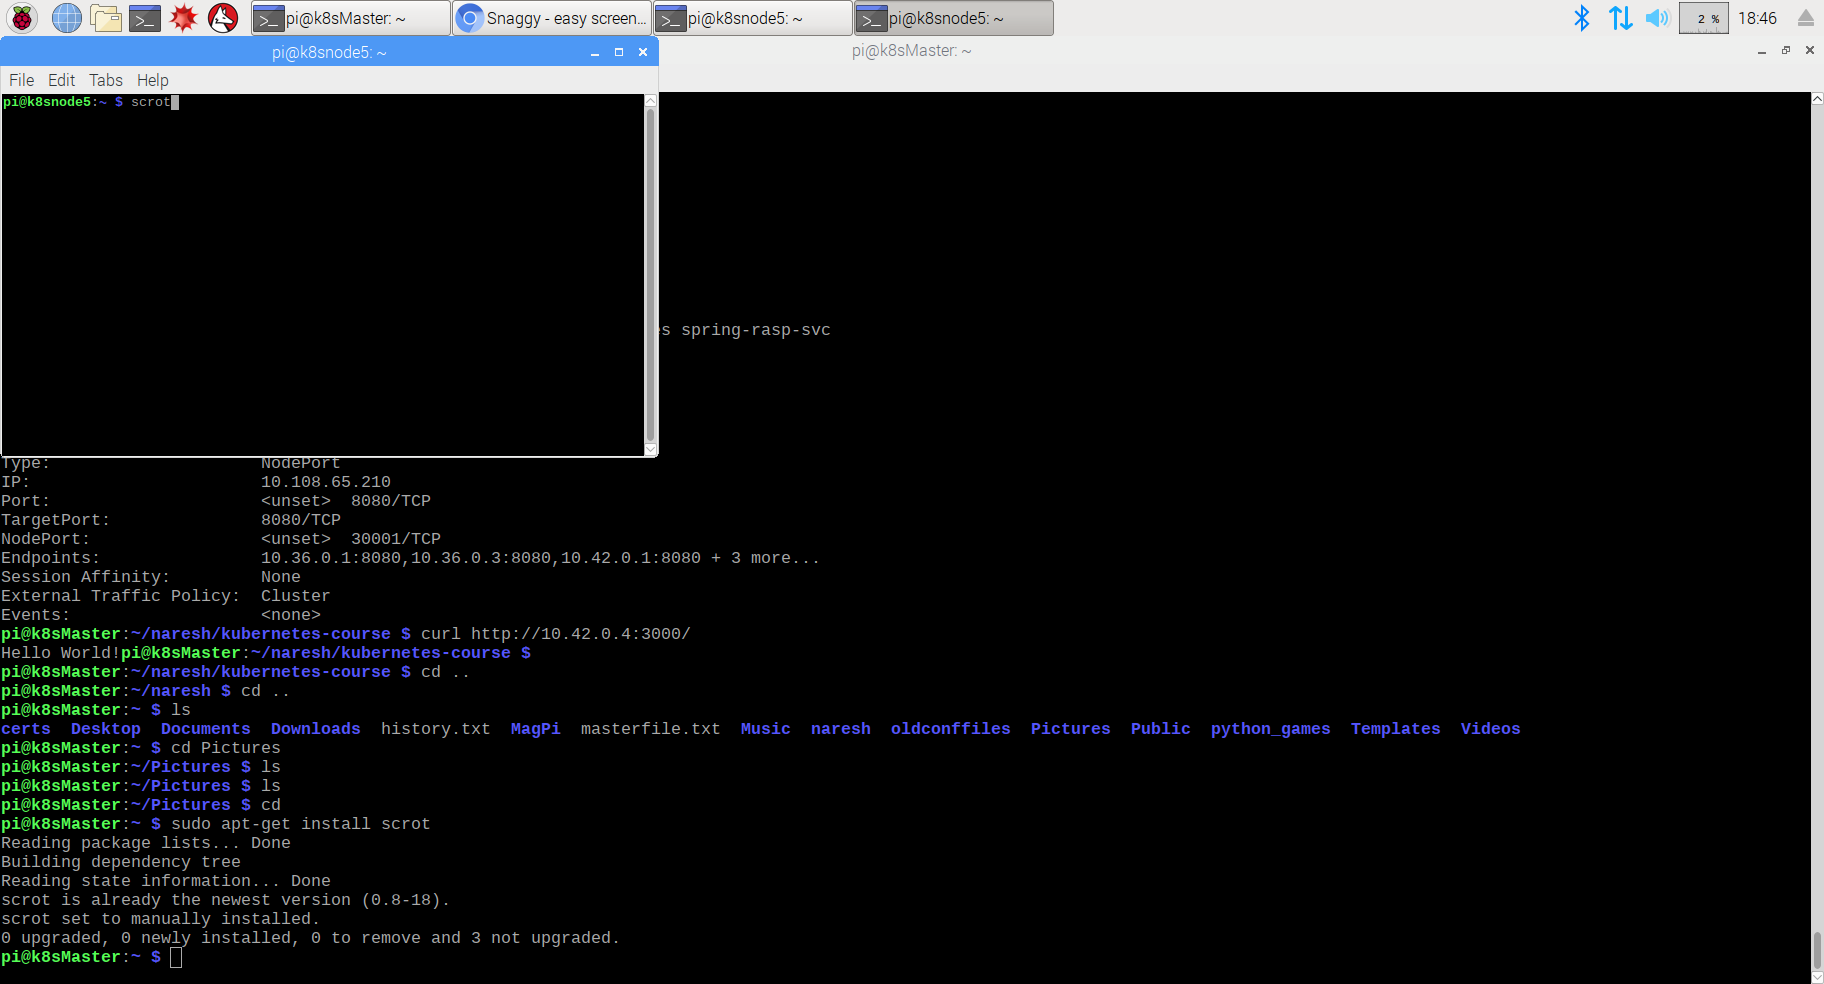 pi@k8sMaster: ~
Snaggy - easy screen...
pi@k8snode5: ~
pi@k8snode5: ~
2 %
18:46
pi@k8snode5: ~
pi@k8sMaster: ~
File Edit Tabs Help
pi@k8snode5:~ $ scrot
s spring-rasp-svc
Type: NodePort
IP: 10.108.65.210
Port: <unset> 8080/TCP
TargetPort: 8080/TCP
NodePort: <unset> 30001/TCP
Endpoints: 10.36.0.1:8080,10.36.0.3:8080,10.42.0.1:8080 + 3 more...
Session Affinity: None
External Traffic Policy: Cluster
Events: <none>
pi@k8sMaster:~/naresh/kubernetes-course $ curl http://10.42.0.4:3000/
Hello World!pi@k8sMaster:~/naresh/kubernetes-course $
pi@k8sMaster:~/naresh/kubernetes-course $ cd ..
pi@k8sMaster:~/naresh $ cd ..
pi@k8sMaster:~ $ ls
certs Desktop Documents Downloads history.txt MagPi masterfile.txt Music naresh oldconffiles Pictures Public python_games Templates Videos
pi@k8sMaster:~ $ cd Pictures
pi@k8sMaster:~/Pictures $ ls
pi@k8sMaster:~/Pictures $ ls
pi@k8sMaster:~/Pictures $ cd
pi@k8sMaster:~ $ sudo apt-get install scrot
Reading package lists... Done
Building dependency tree
Reading state information... Done
scrot is already the newest version (0.8-18).
scrot set to manually installed.
0 upgraded, 0 newly installed, 0 to remove and 3 not upgraded.
pi@k8sMaster:~ $